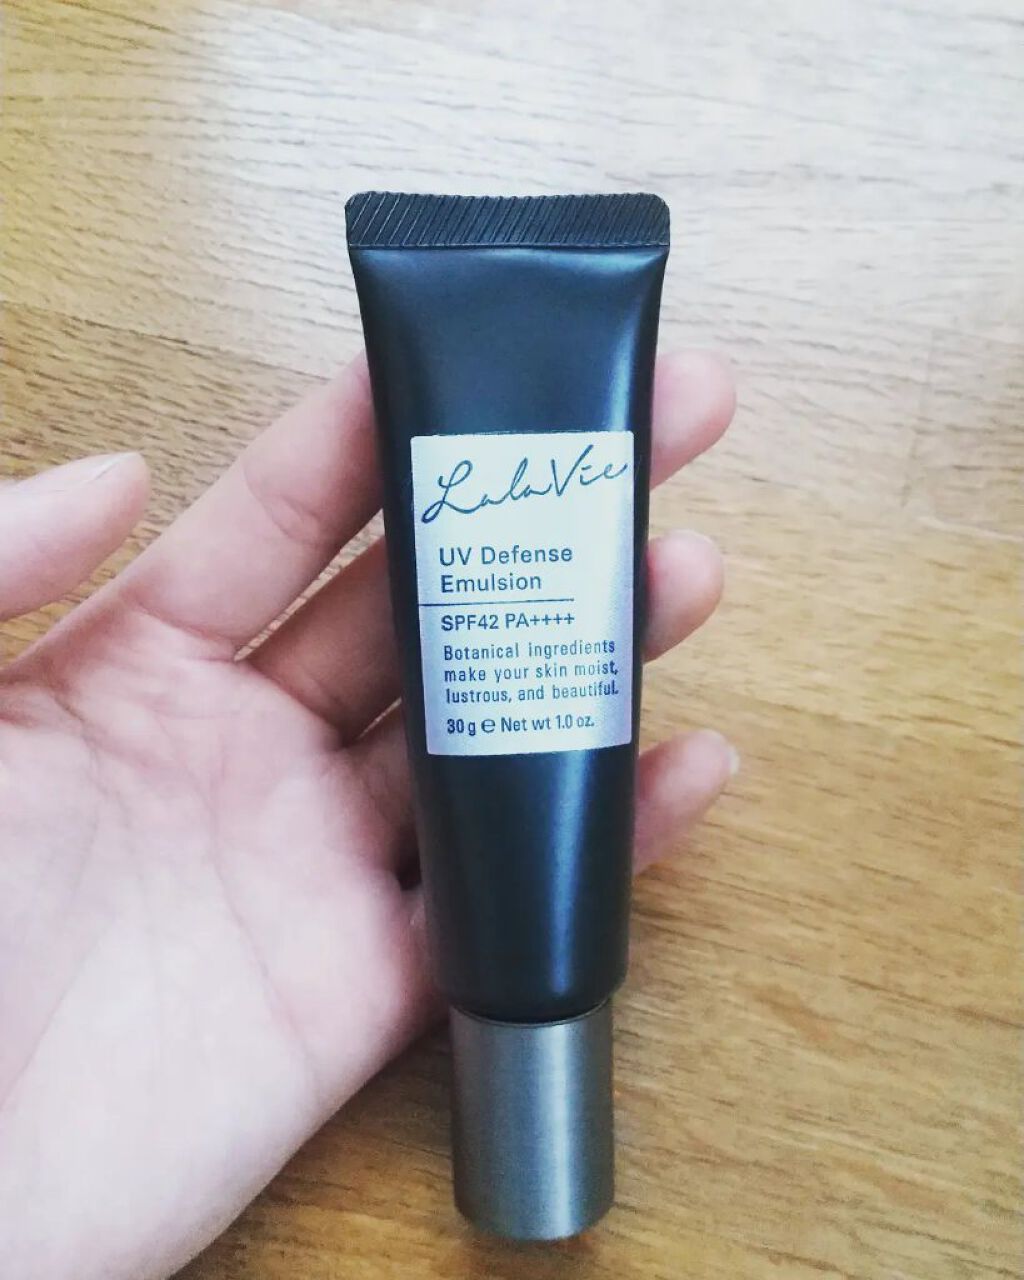 LalaVie
UV Defense
Emulsion
SPF42 PA++++
Botanical ingredients
make your skin moist,
lustrous, and beautiful.
30g ℮ Net wt 1.0 oz.